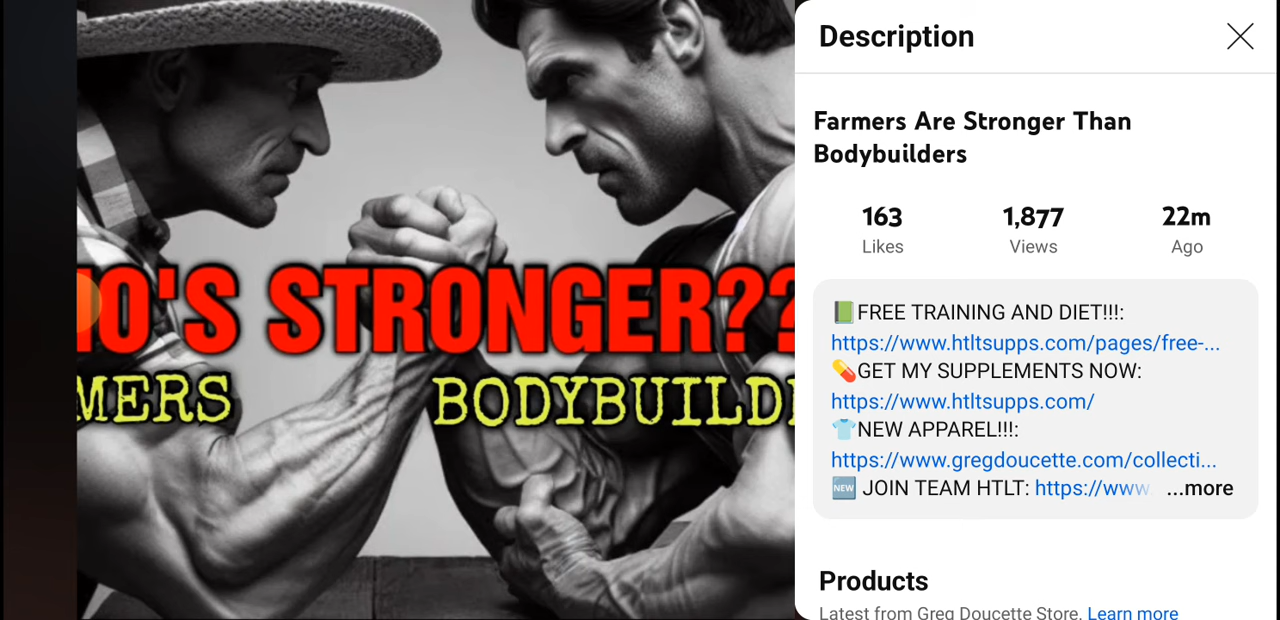 IO'S STRONGER??
MERS
BODYBUILD
Description
Farmers Are Stronger Than
Bodybuilders
163
1,877
22m
Likes
Views
Ago
📗FREE TRAINING AND DIET!!!:
https://www.htltsupps.com/pages/free-...
💊GET MY SUPPLEMENTS NOW:
https://www.htltsupps.com/
👕NEW APPAREL!!!:
https://www.gregdoucette.com/collecti...
🆕 JOIN TEAM HTLT: https://www. ...more
Products
Latest from Greg Doucette Store. Learn more